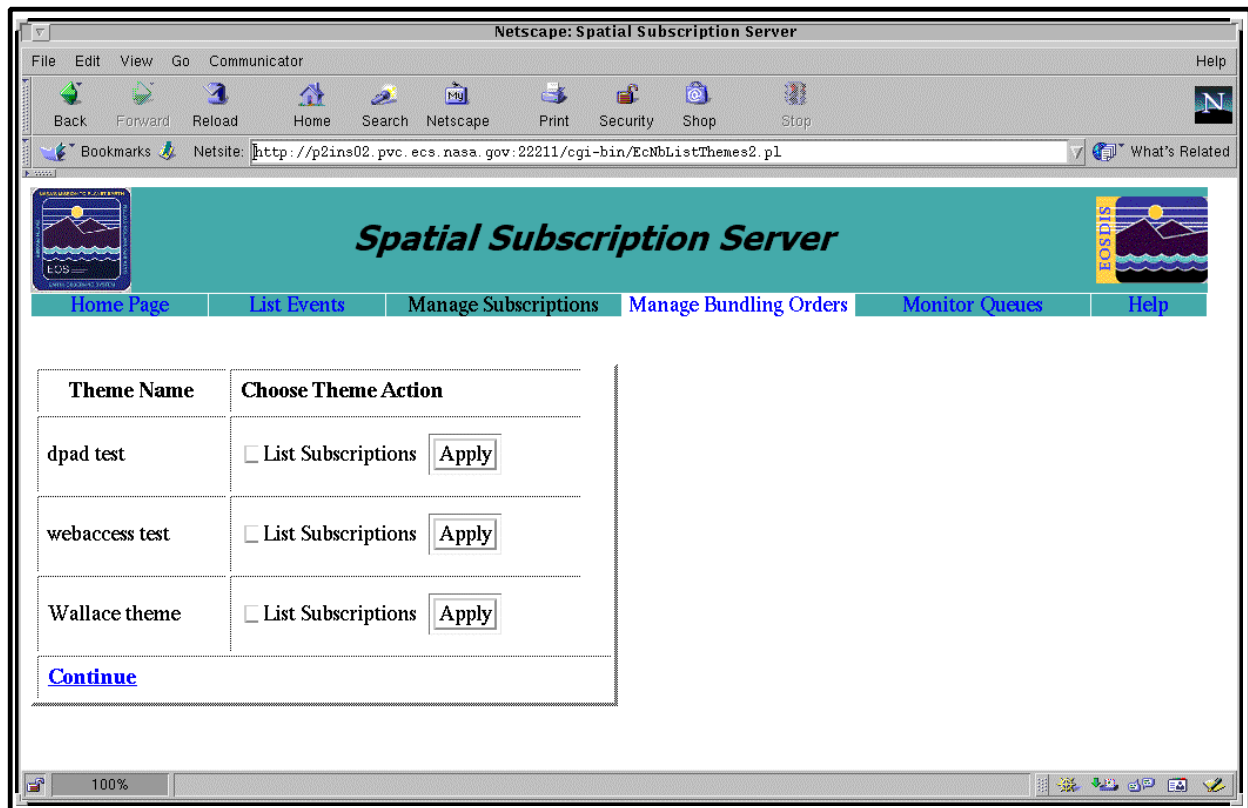 Netscape: Spatial Subscription Server
File Edit View Go Communicator Help
Back Forward Reload Home Search Netscape Print Security Shop Stop
My
N
Bookmarks Netsite: http://p2ins02.pvc.ecs.nasa.gov:22211/cgi-bin/EcNbListThemes2.pl What's Related
EOS
Spatial Subscription Server
EOSDIS
Home Page List Events Manage Subscriptions Manage Bundling Orders Monitor Queues Help
Theme Name Choose Theme Action
dpad test List Subscriptions Apply
webaccess test List Subscriptions Apply
Wallace theme List Subscriptions Apply
Continue
100%